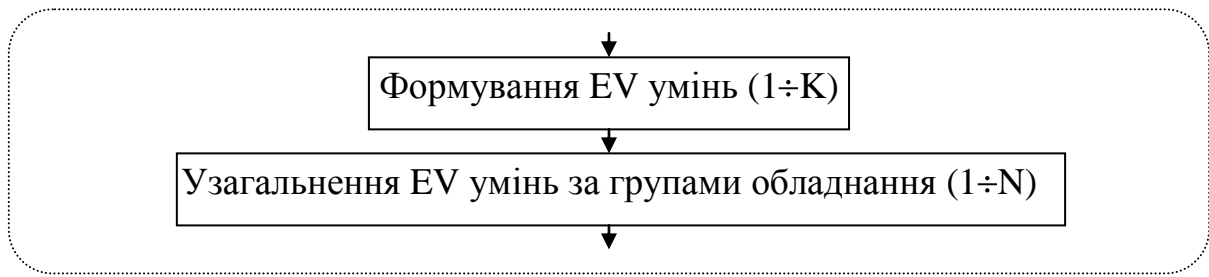 Формування EV умінь (1÷K)
Узагальнення EV умінь за групами обладнання (1÷N)